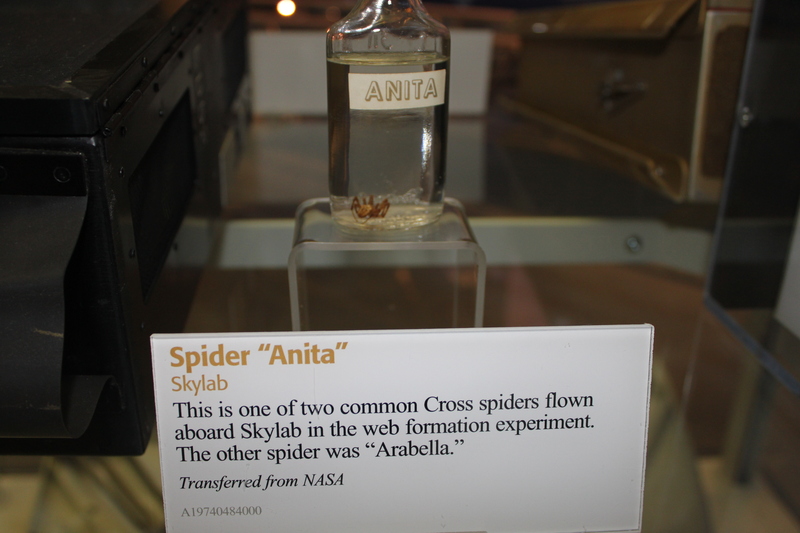 ANITA
Spider “Anita”
Skylab
This is one of two common Cross spiders flown
aboard Skylab in the web formation experiment.
The other spider was “Arabella.”
Transferred from NASA
A19740484000